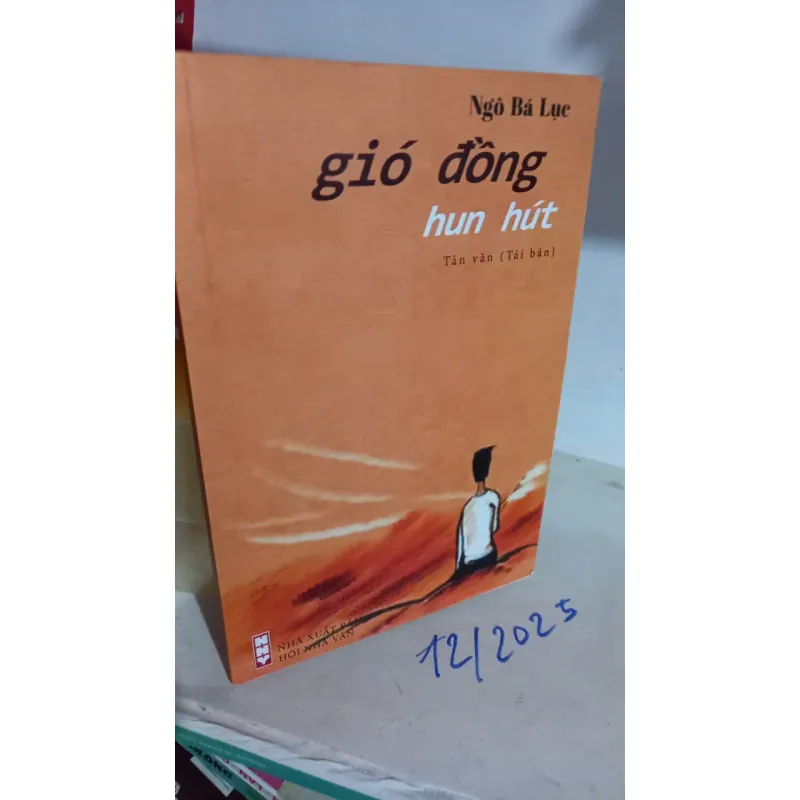 Ngô Bá Lục
gió đồng
hun hút
Tản văn (Tái bản)
NHÀ XUẤT BẢN
HỘI NHÀ VĂN
12/2025